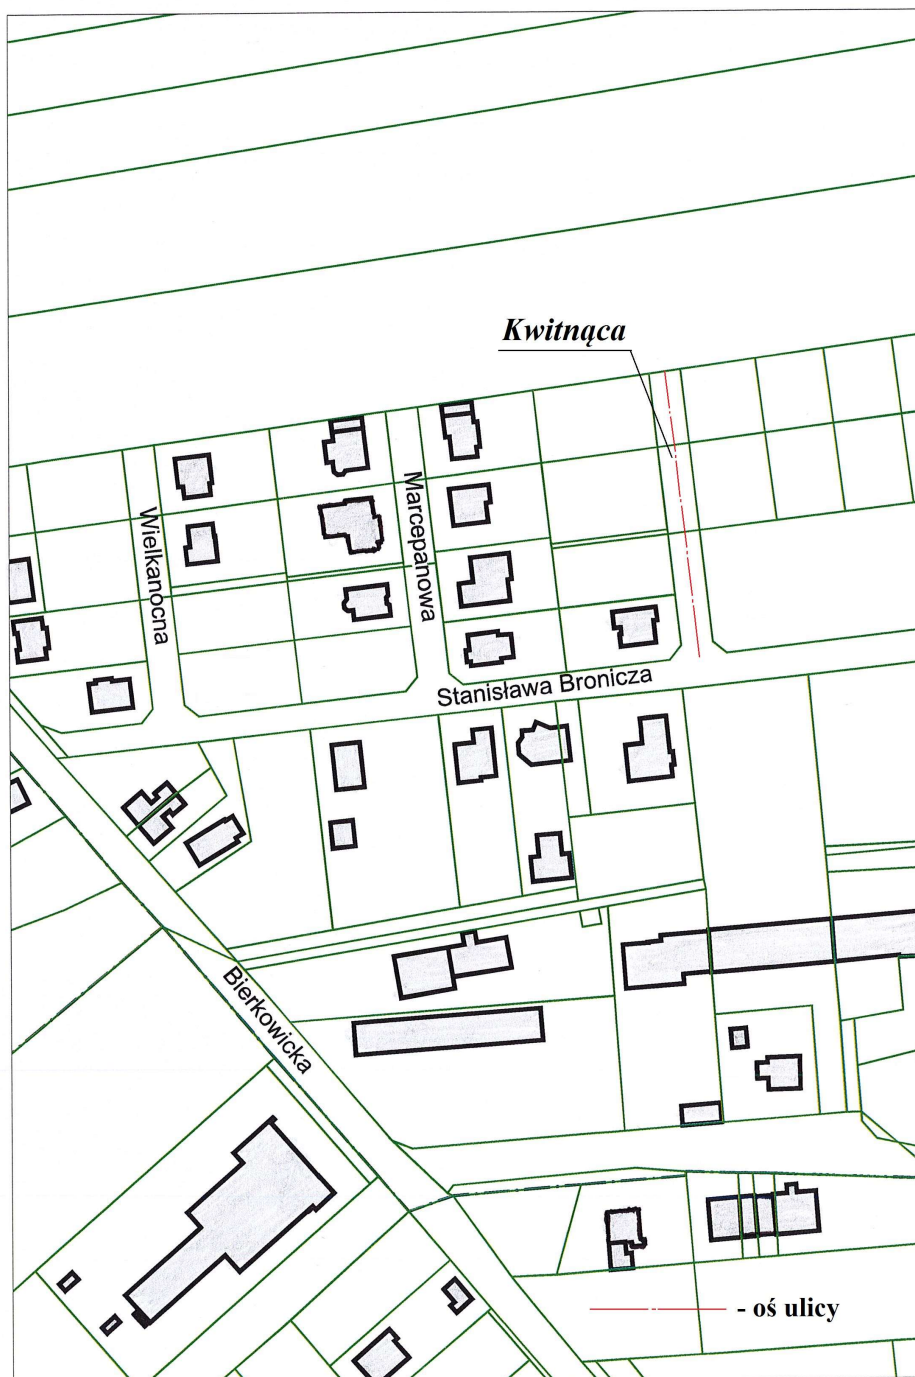 Kwitnąca
Wielkanocna
Marcepanowa
Stanisława Bronicza
Bierkowicka
- oś ulicy